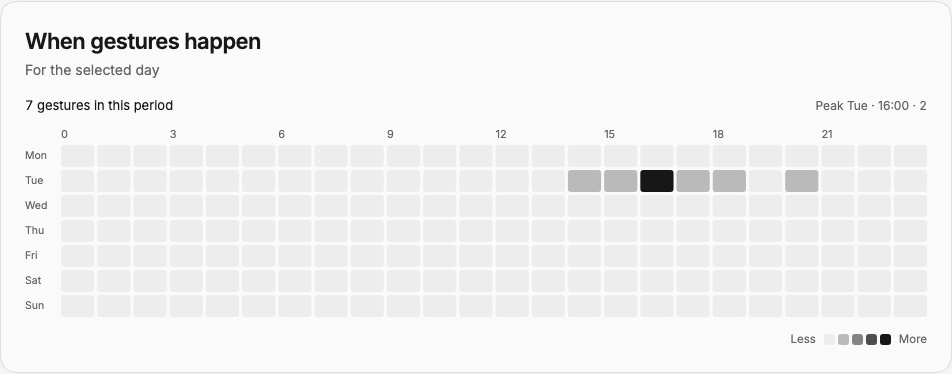 When gestures happen
For the selected day
7 gestures in this period
Peak Tue · 16:00 · 2
0 3 6 9 12 15 18 21
Mon
Tue
Wed
Thu
Fri
Sat
Sun
Less More